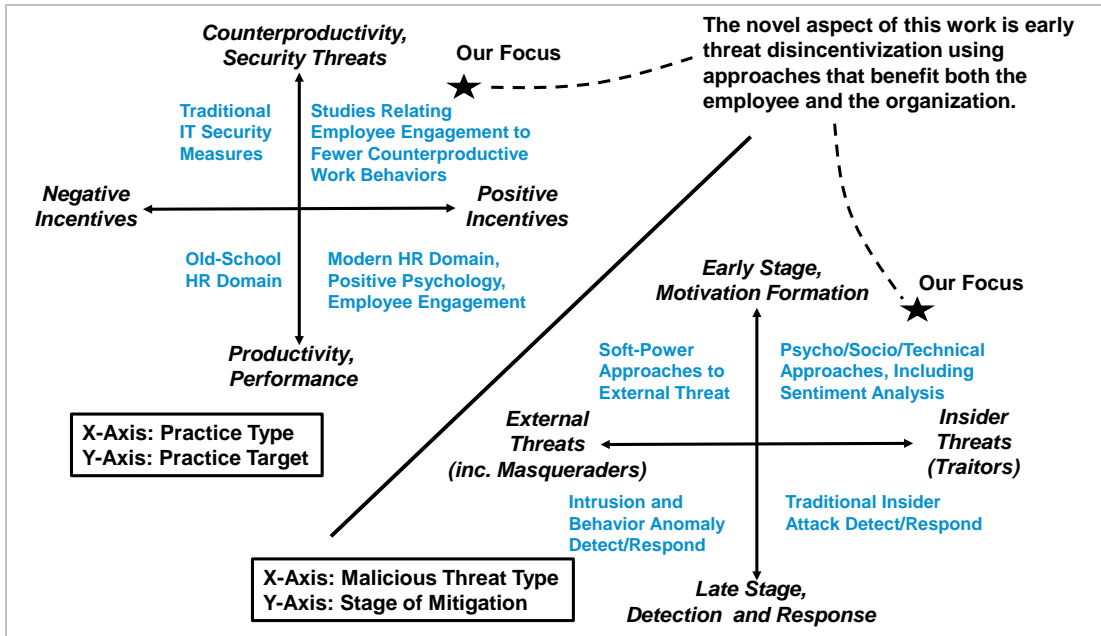 Counterproductivity,
Security Threats
Our Focus
The novel aspect of this work is early
threat disincentivization using
approaches that benefit both the
employee and the organization.
Traditional
IT Security
Measures
Studies Relating
Employee Engagement to
Fewer Counterproductive
Work Behaviors
Negative
Incentives
Positive
Incentives
Old-School
HR Domain
Modern HR Domain,
Positive Psychology,
Employee Engagement
Productivity,
Performance
X-Axis: Practice Type
Y-Axis: Practice Target
Early Stage,
Motivation Formation
Our Focus
Soft-Power
Approaches to
External Threat
Psycho/Socio/Technical
Approaches, Including
Sentiment Analysis
External
Threats
(inc. Masqueraders)
Insider
Threats
(Traitors)
Intrusion and
Behavior Anomaly
Detect/Respond
Traditional Insider
Attack Detect/Respond
Late Stage,
Detection and Response
X-Axis: Malicious Threat Type
Y-Axis: Stage of Mitigation